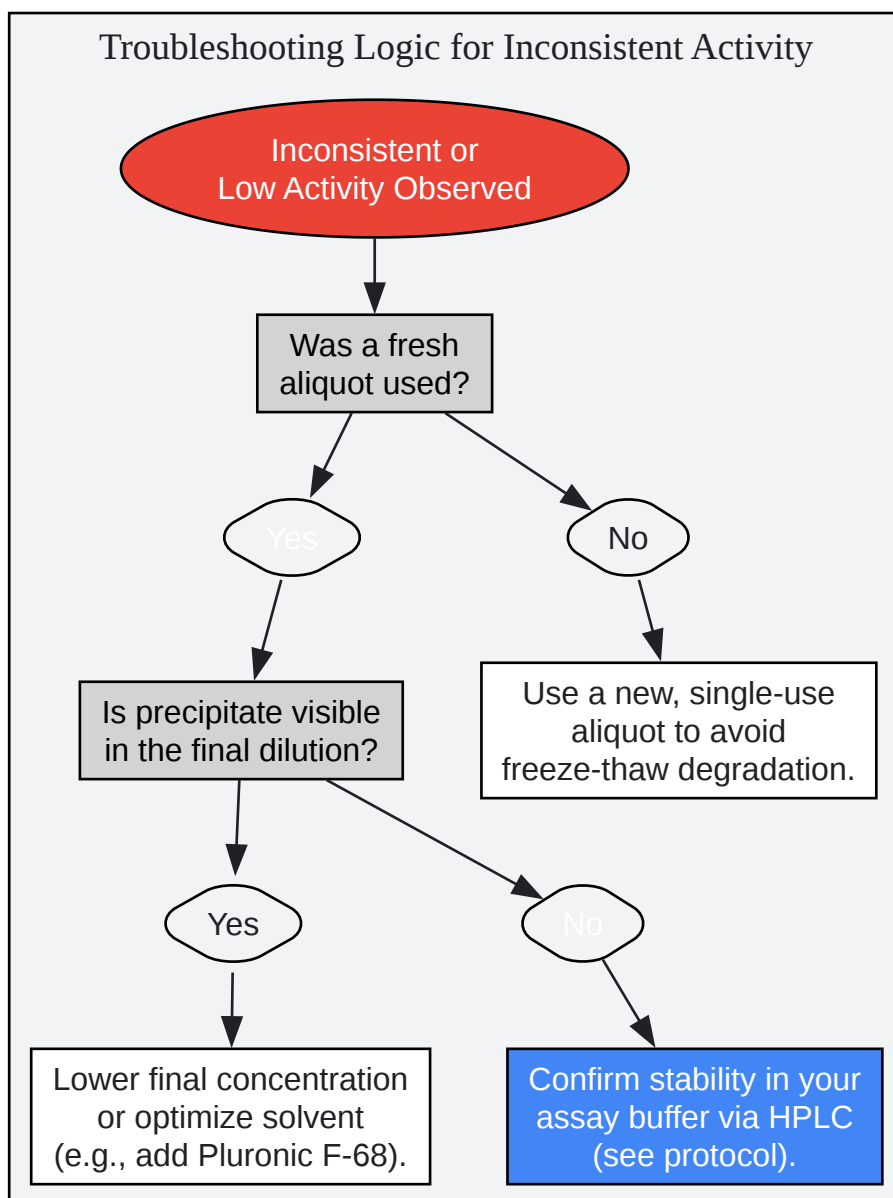 Troubleshooting Logic for Inconsistent Activity
Inconsistent or
Low Activity Observed
Was a fresh
aliquot used?
Yes
No
Is precipitate visible
in the final dilution?
Use a new, single-use
aliquot to avoid
freeze-thaw degradation.
Yes
No
Lower final concentration
or optimize solvent
(e.g., add Pluronic F-68).
Confirm stability in your
assay buffer via HPLC
(see protocol).